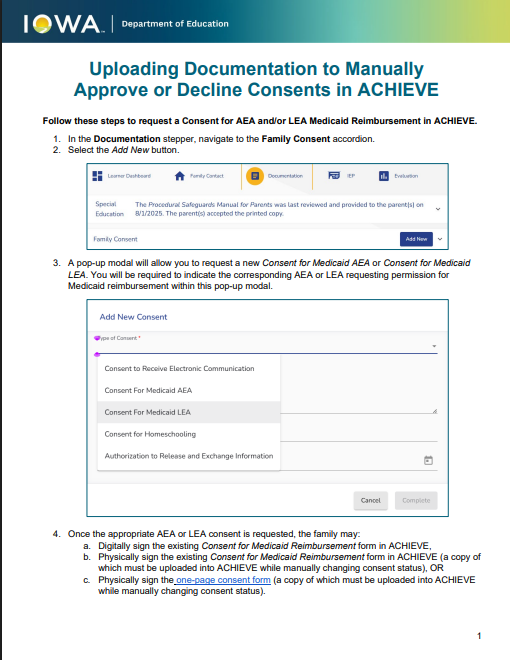 IOWA | Department of Education
Uploading Documentation to Manually
Approve or Decline Consents in ACHIEVE
Follow these steps to request a Consent for AEA and/or LEA Medicaid Reimbursement in ACHIEVE.
1. In the Documentation stepper, navigate to the Family Consent accordion.
2. Select the Add New button.
Learner Dashboard Family Contact Documentation IEP Evaluation
Special Education The Procedural Safeguards Manual for Parents was last reviewed and provided to the parent(s) on
8/1/2025. The parent(s) accepted the printed copy.
Family Consent Add New
3. A pop-up modal will allow you to request a new Consent for Medicaid AEA or Consent for Medicaid
LEA. You will be required to indicate the corresponding AEA or LEA requesting permission for
Medicaid reimbursement within this pop-up modal.
Add New Consent
Type of Consent *
Consent to Receive Electronic Communication
Consent For Medicaid AEA
Consent For Medicaid LEA
Consent for Homeschooling
Authorization to Release and Exchange Information
Cancel Complete
4. Once the appropriate AEA or LEA consent is requested, the family may:
a. Digitally sign the existing Consent for Medicaid Reimbursement form in ACHIEVE,
b. Physically sign the existing Consent for Medicaid Reimbursement form in ACHIEVE (a copy of
which must be uploaded into ACHIEVE while manually changing consent status), OR
c. Physically sign the one-page consent form (a copy of which must be uploaded into ACHIEVE
while manually changing consent status).
1